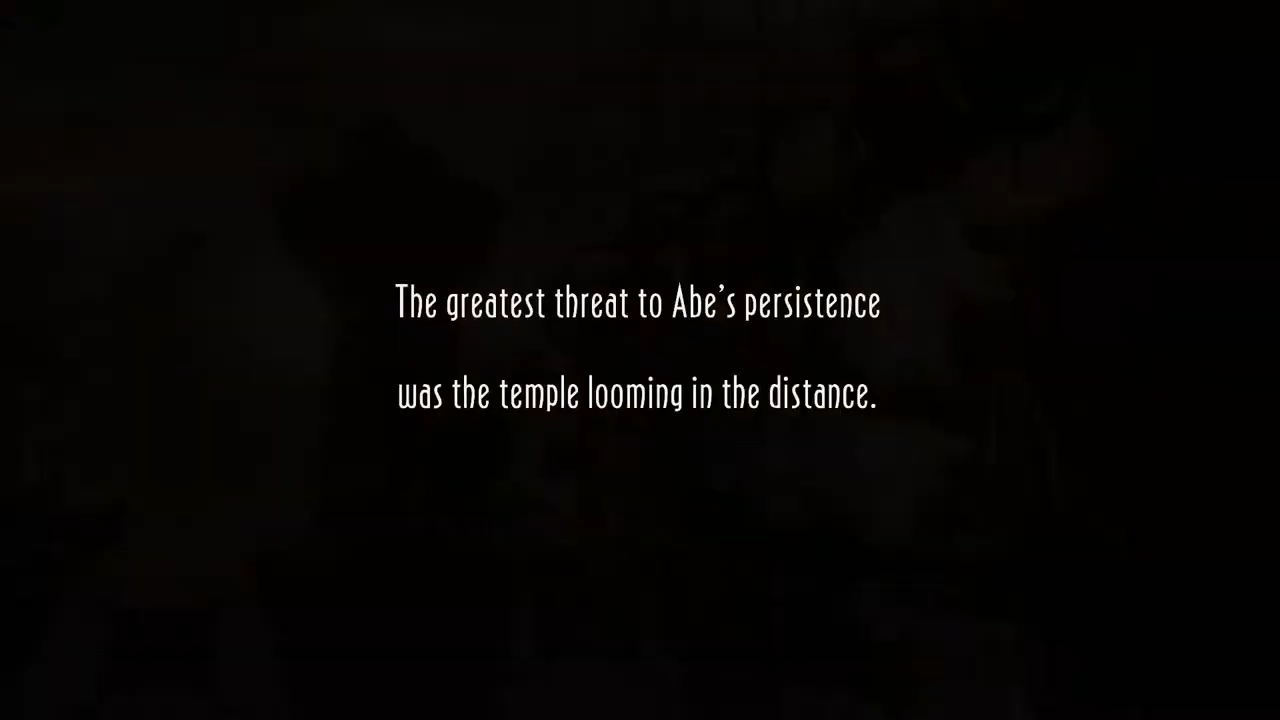 The greatest threat to Abe’s persistence
was the temple looming in the distance.